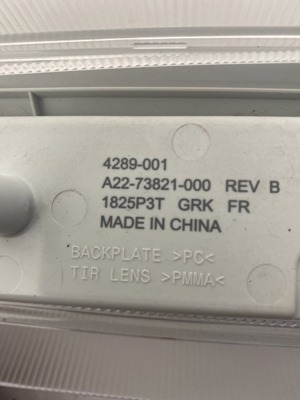 4289-001
A22-73821-000 REV B
1825P3T GRK FR
MADE IN CHINA
BACKPLATE >PC<
TIR LENS >PMMA<